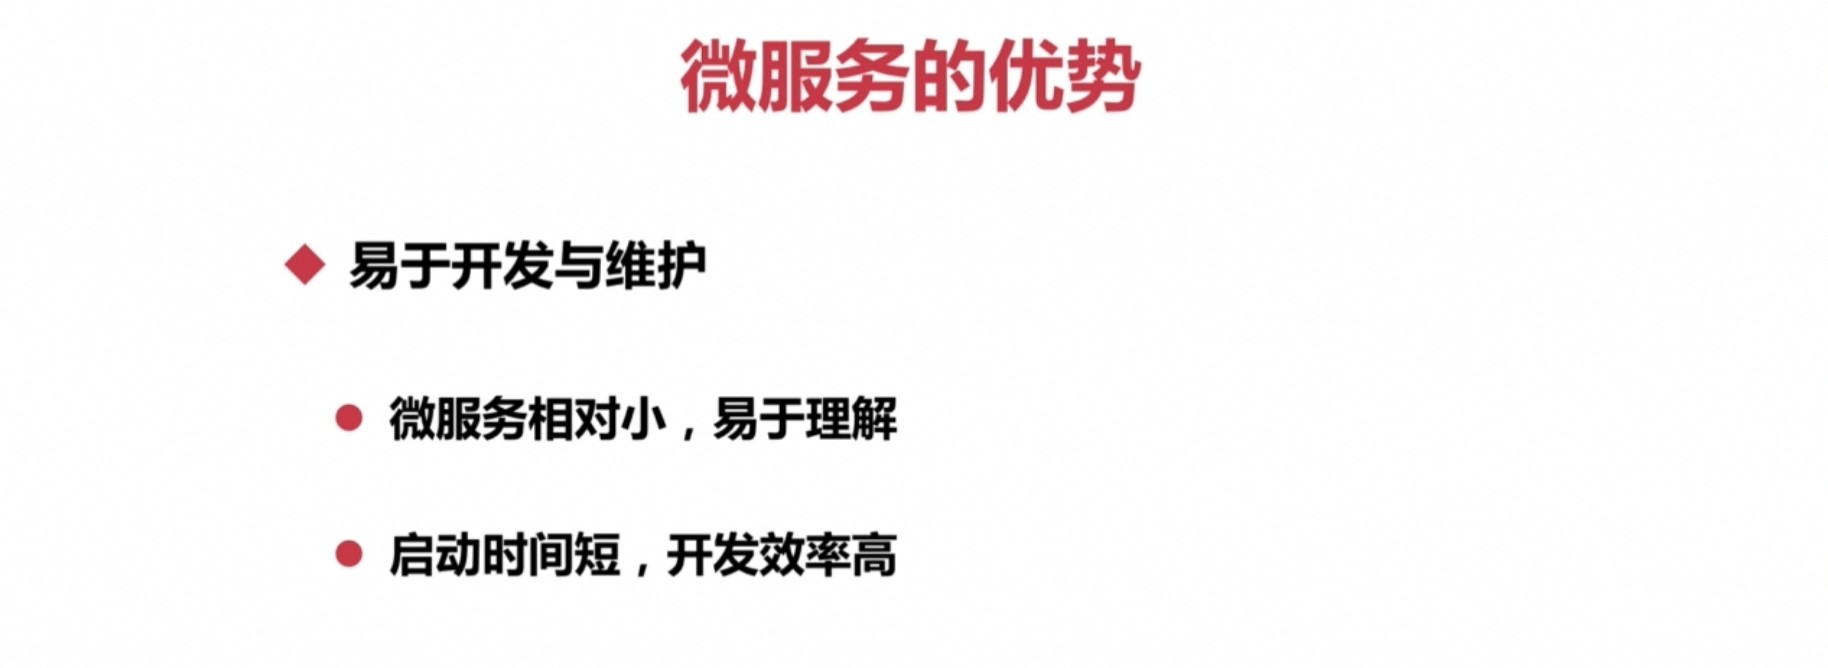 微服务的优势
易于开发与维护
微服务相对小，易于理解
启动时间短，开发效率高